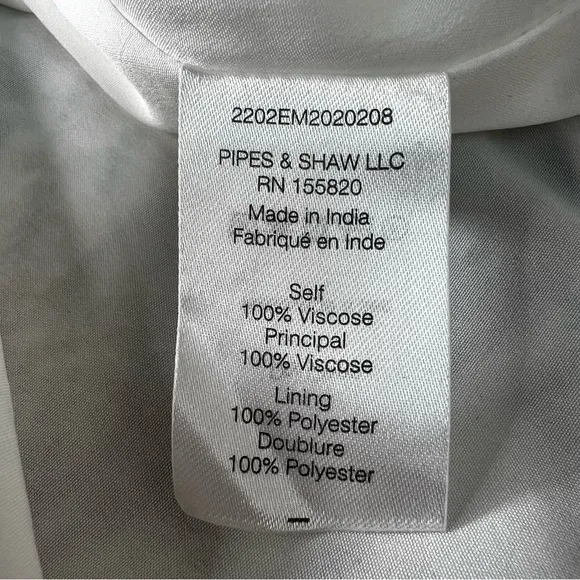 2202EM2020208
PIPES & SHAW LLC
RN 155820
Made in India
Fabriqué en Inde
Self
100% Viscose
Principal
100% Viscose
Lining
100% Polyester
Doublure
100% Polyester